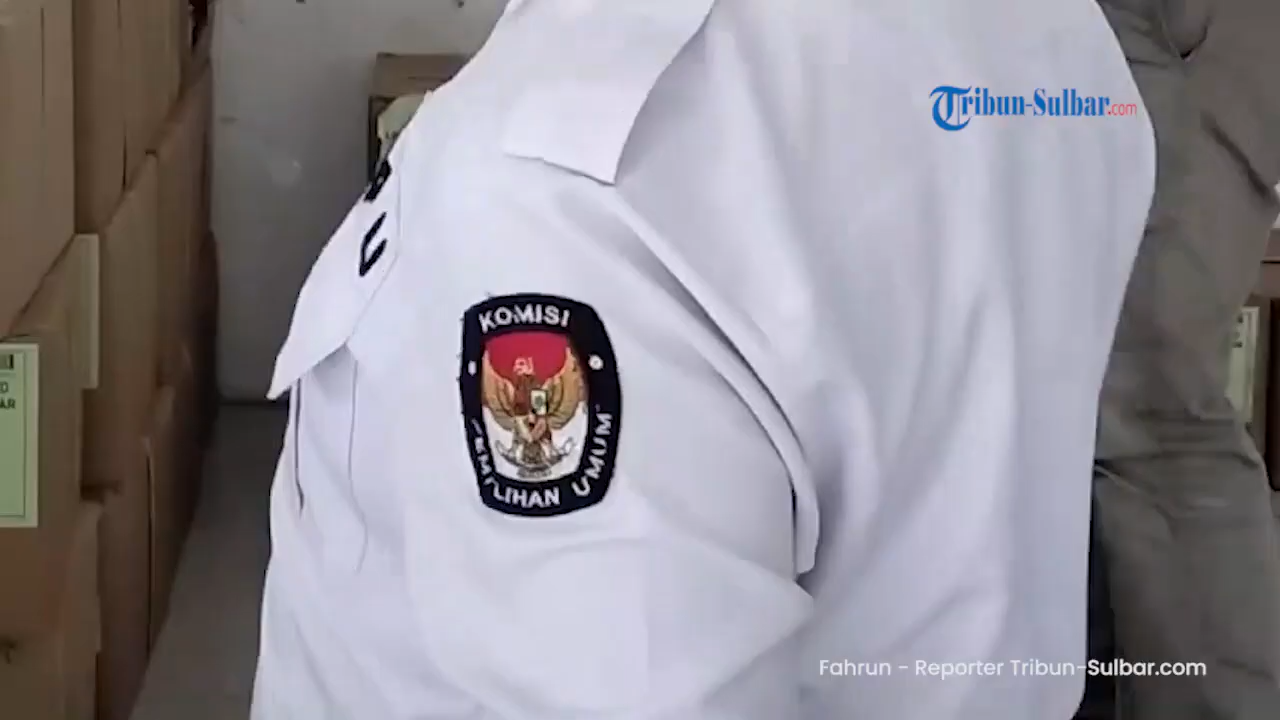 Tribun-Sulbar.com
U
KOMISI
PEMILIHAN UMUM
Fahrun - Reporter Tribun-Sulbar.com